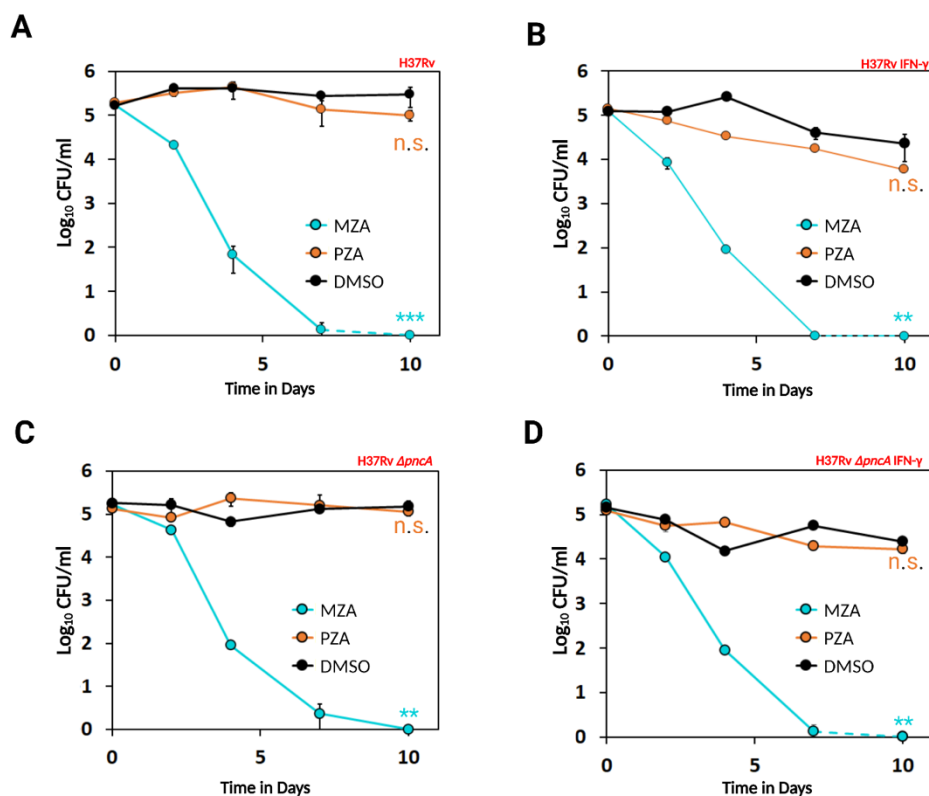 A
H37Rv
6
5
4
3
2
1
0
Log₁₀ CFU/ml
n.s.
MZA
PZA
DMSO
***
0 5 10
Time in Days
B
H37Rv IFN-γ
6
5
4
3
2
1
0
Log₁₀ CFU/ml
n.s.
MZA
PZA
DMSO
**
0 5 10
Time in Days
C
H37Rv ΔpncA
6
5
4
3
2
1
0
Log₁₀ CFU/ml
n.s.
MZA
PZA
DMSO
**
0 5 10
Time in Days
D
H37Rv ΔpncA IFN-γ
6
5
4
3
2
1
0
Log₁₀ CFU/ml
n.s.
MZA
PZA
DMSO
**
0 5 10
Time in Days